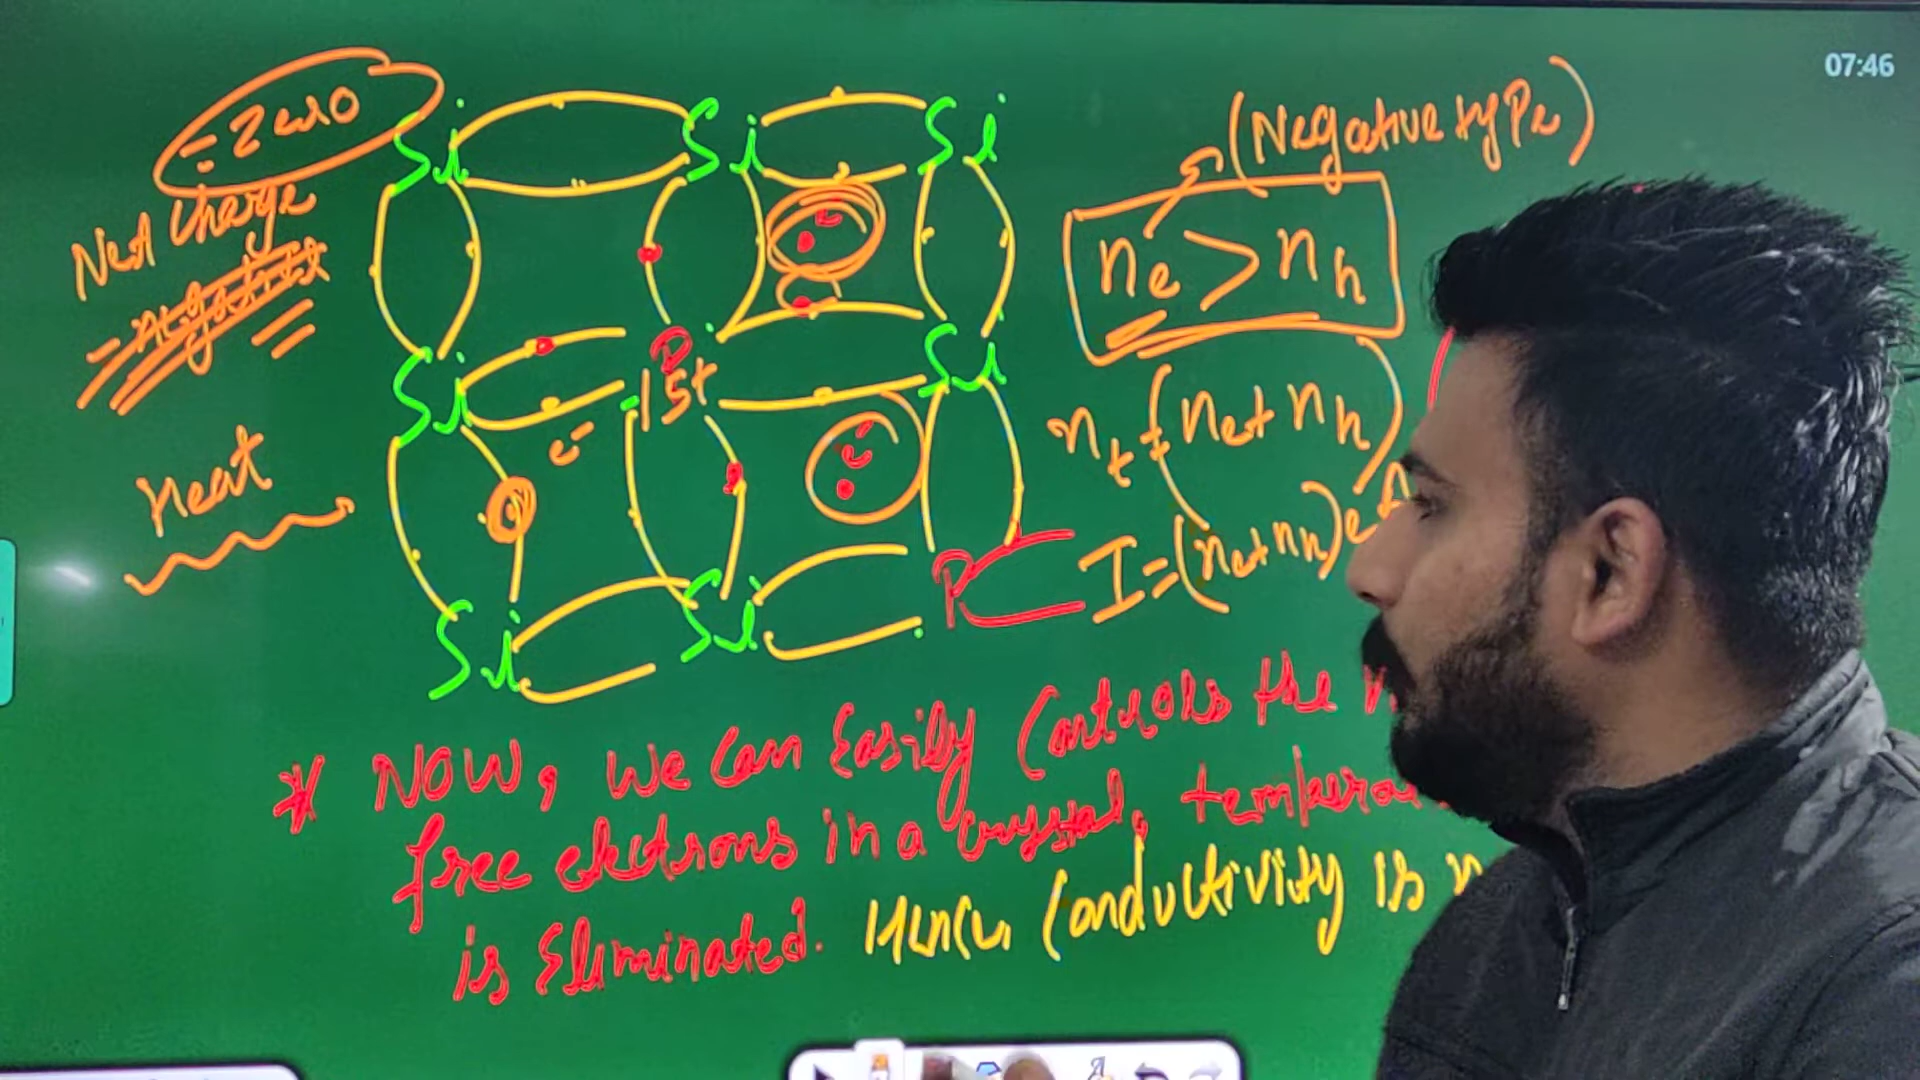 07:46
= Zero
Net Charge
= negative
Heat
Si Si Si
e
Si P Si
15+
e-
e
Si Si P
(Negative type)
ne > nh
nt = (ne + nh)
I = (ne + nh) e A
* NOW, We Can Easily Controls the
free electrons in a crystal,
is Eliminated. Hence Conductivity is